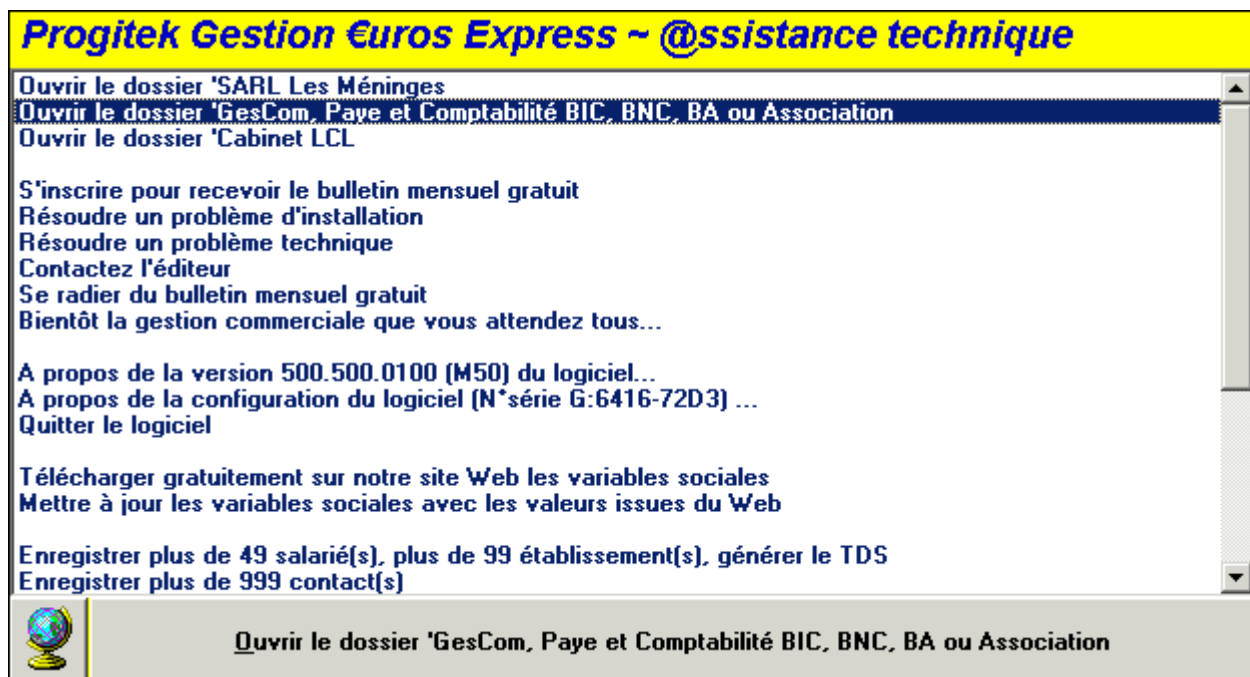 Progitek Gestion €uros Express ~ @ssistance technique
Ouvrir le dossier 'SARL Les Méninges
Ouvrir le dossier 'GesCom, Paye et Comptabilité BIC, BNC, BA ou Association
Ouvrir le dossier 'Cabinet LCL
S'inscrire pour recevoir le bulletin mensuel gratuit
Résoudre un problème d'installation
Résoudre un problème technique
Contactez l'éditeur
Se radier du bulletin mensuel gratuit
Bientôt la gestion commerciale que vous attendez tous...
A propos de la version 500.500.0100 (M50) du logiciel...
A propos de la configuration du logiciel (N°série G:6416-72D3) ...
Quitter le logiciel
Télécharger gratuitement sur notre site Web les variables sociales
Mettre à jour les variables sociales avec les valeurs issues du Web
Enregistrer plus de 49 salarié(s), plus de 99 établissement(s), générer le TDS
Enregistrer plus de 999 contact(s)
Ouvrir le dossier 'GesCom, Paye et Comptabilité BIC, BNC, BA ou Association